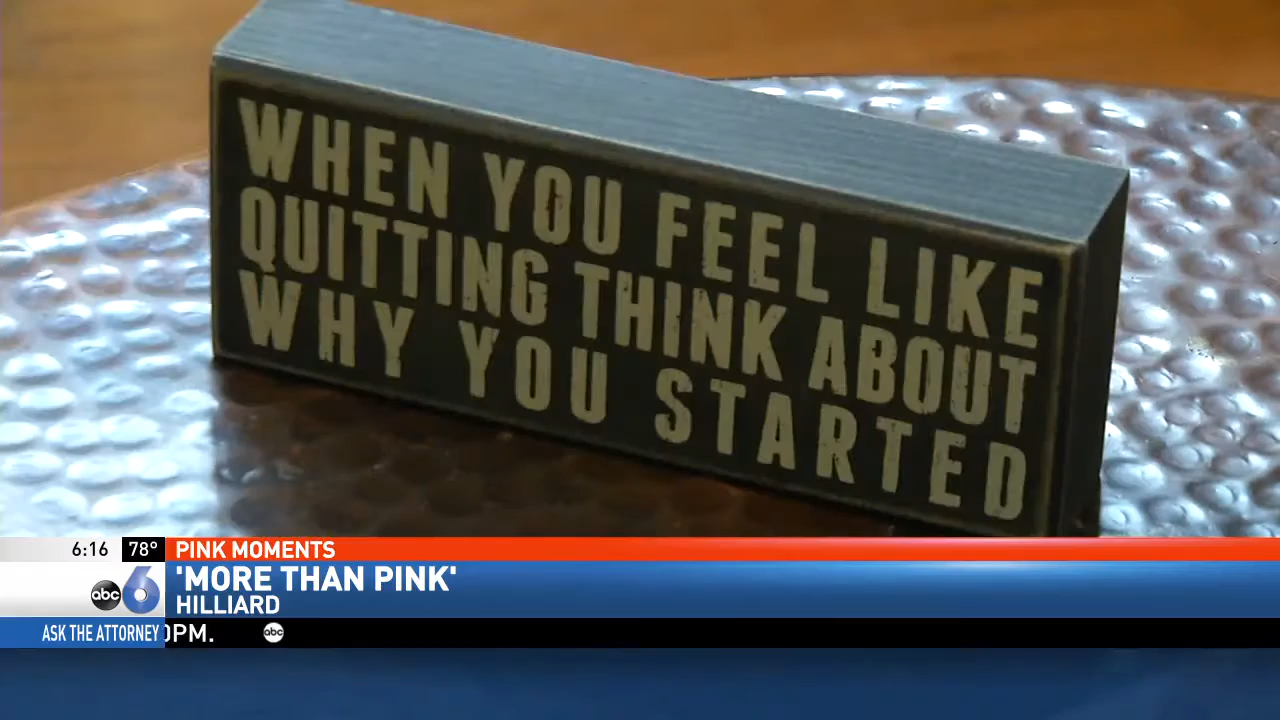 WHEN YOU FEEL LIKE
QUITTING THINK ABOUT
WHY YOU STARTED
6:16 78° PINK MOMENTS
abc 6 'MORE THAN PINK'
HILLIARD
ASK THE ATTORNEY PM. abc